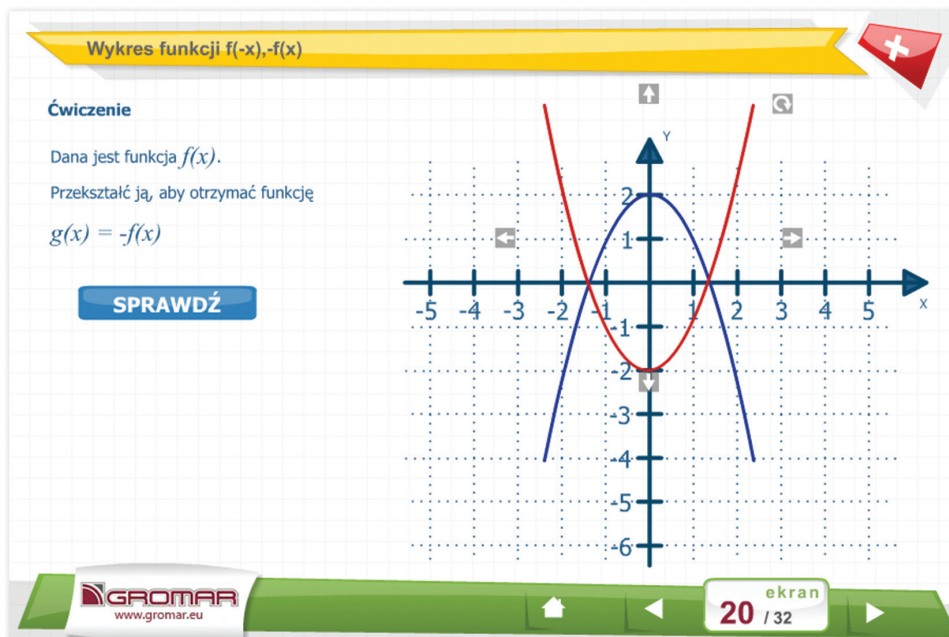 Wykres funkcji f(-x),-f(x)
Ćwiczenie
Dana jest funkcja f(x).
Przekształć ją, aby otrzymać funkcję
g(x) = -f(x)
SPRAWDŹ
Y
2
1
-5 -4 -3 -2 -1 1 2 3 4 5 X
-1
-2
-3
-4
-5
-6
GROMAR
www.gromar.eu
ekran
20 / 32